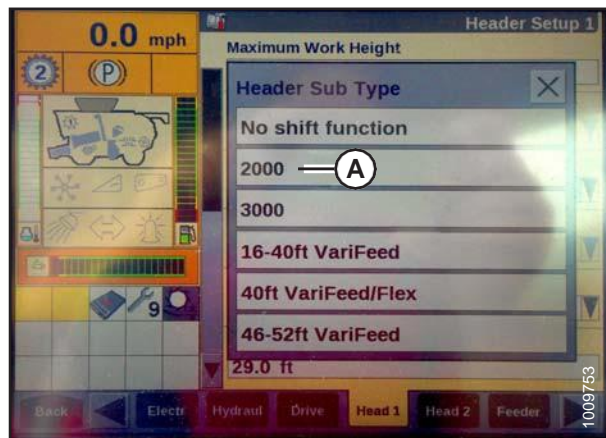 0.0 mph
Header Setup 1
Maximum Work Height
2
(P)
Header Sub Type
No shift function
2000
A
3000
16-40ft VariFeed
40ft VariFeed/Flex
46-52ft VariFeed
9
29.0 ft
Back
Electr
Hydraul
Drive
Head 1
Head 2
Feeder
1009753